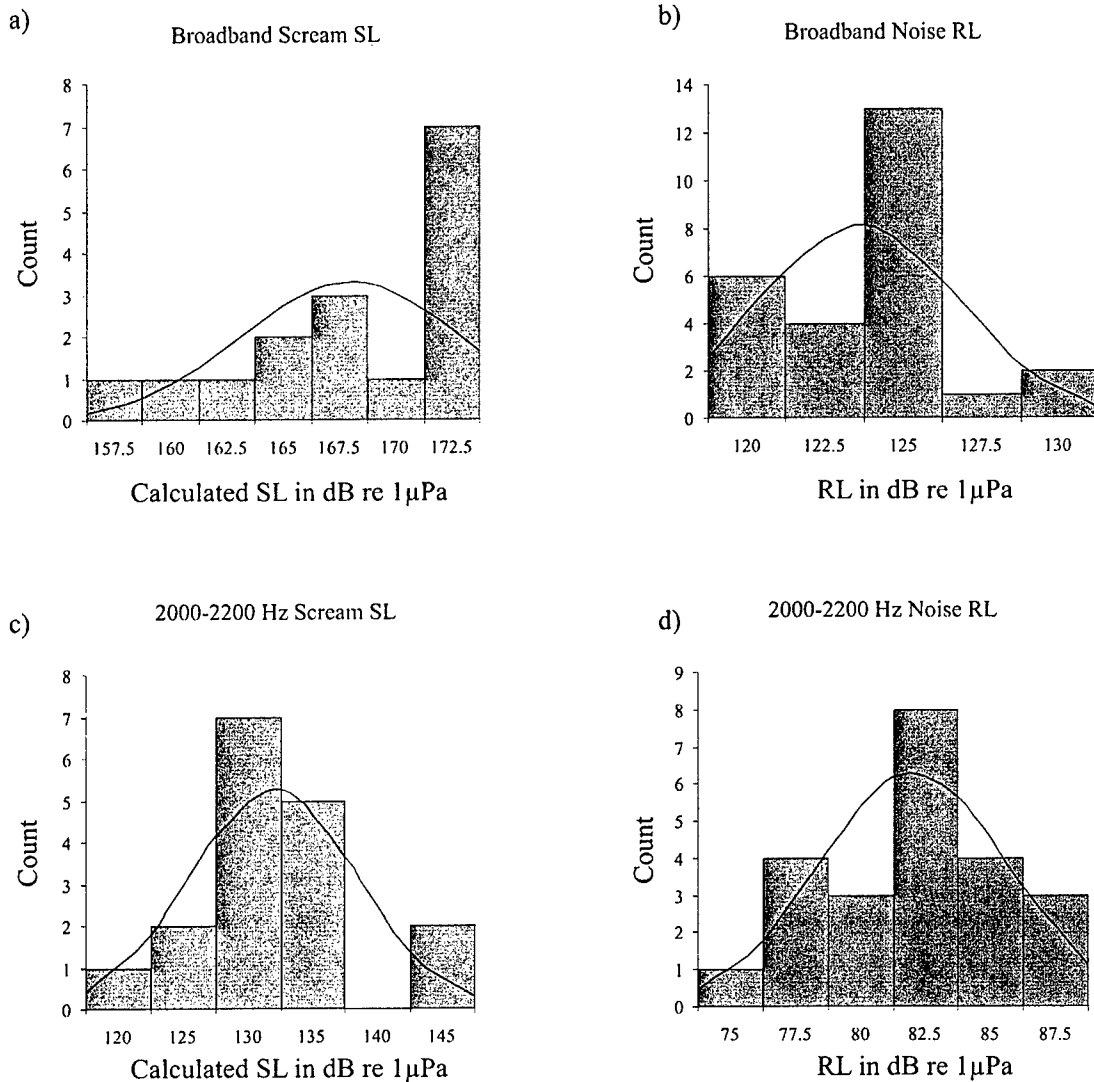 a)
Broadband Scream SL
8
7
6
5
4
3
2
1
0
Count
157.5 160 162.5 165 167.5 170 172.5
Calculated SL in dB re 1μPa
b)
Broadband Noise RL
14
12
10
8
6
4
2
0
Count
120 122.5 125 127.5 130
RL in dB re 1μPa
c)
2000-2200 Hz Scream SL
8
7
6
5
4
3
2
1
0
Count
120 125 130 135 140 145
Calculated SL in dB re 1μPa
d)
2000-2200 Hz Noise RL
9
8
7
6
5
4
3
2
1
0
Count
75 77.5 80 82.5 85 87.5
RL in dB re 1μPa